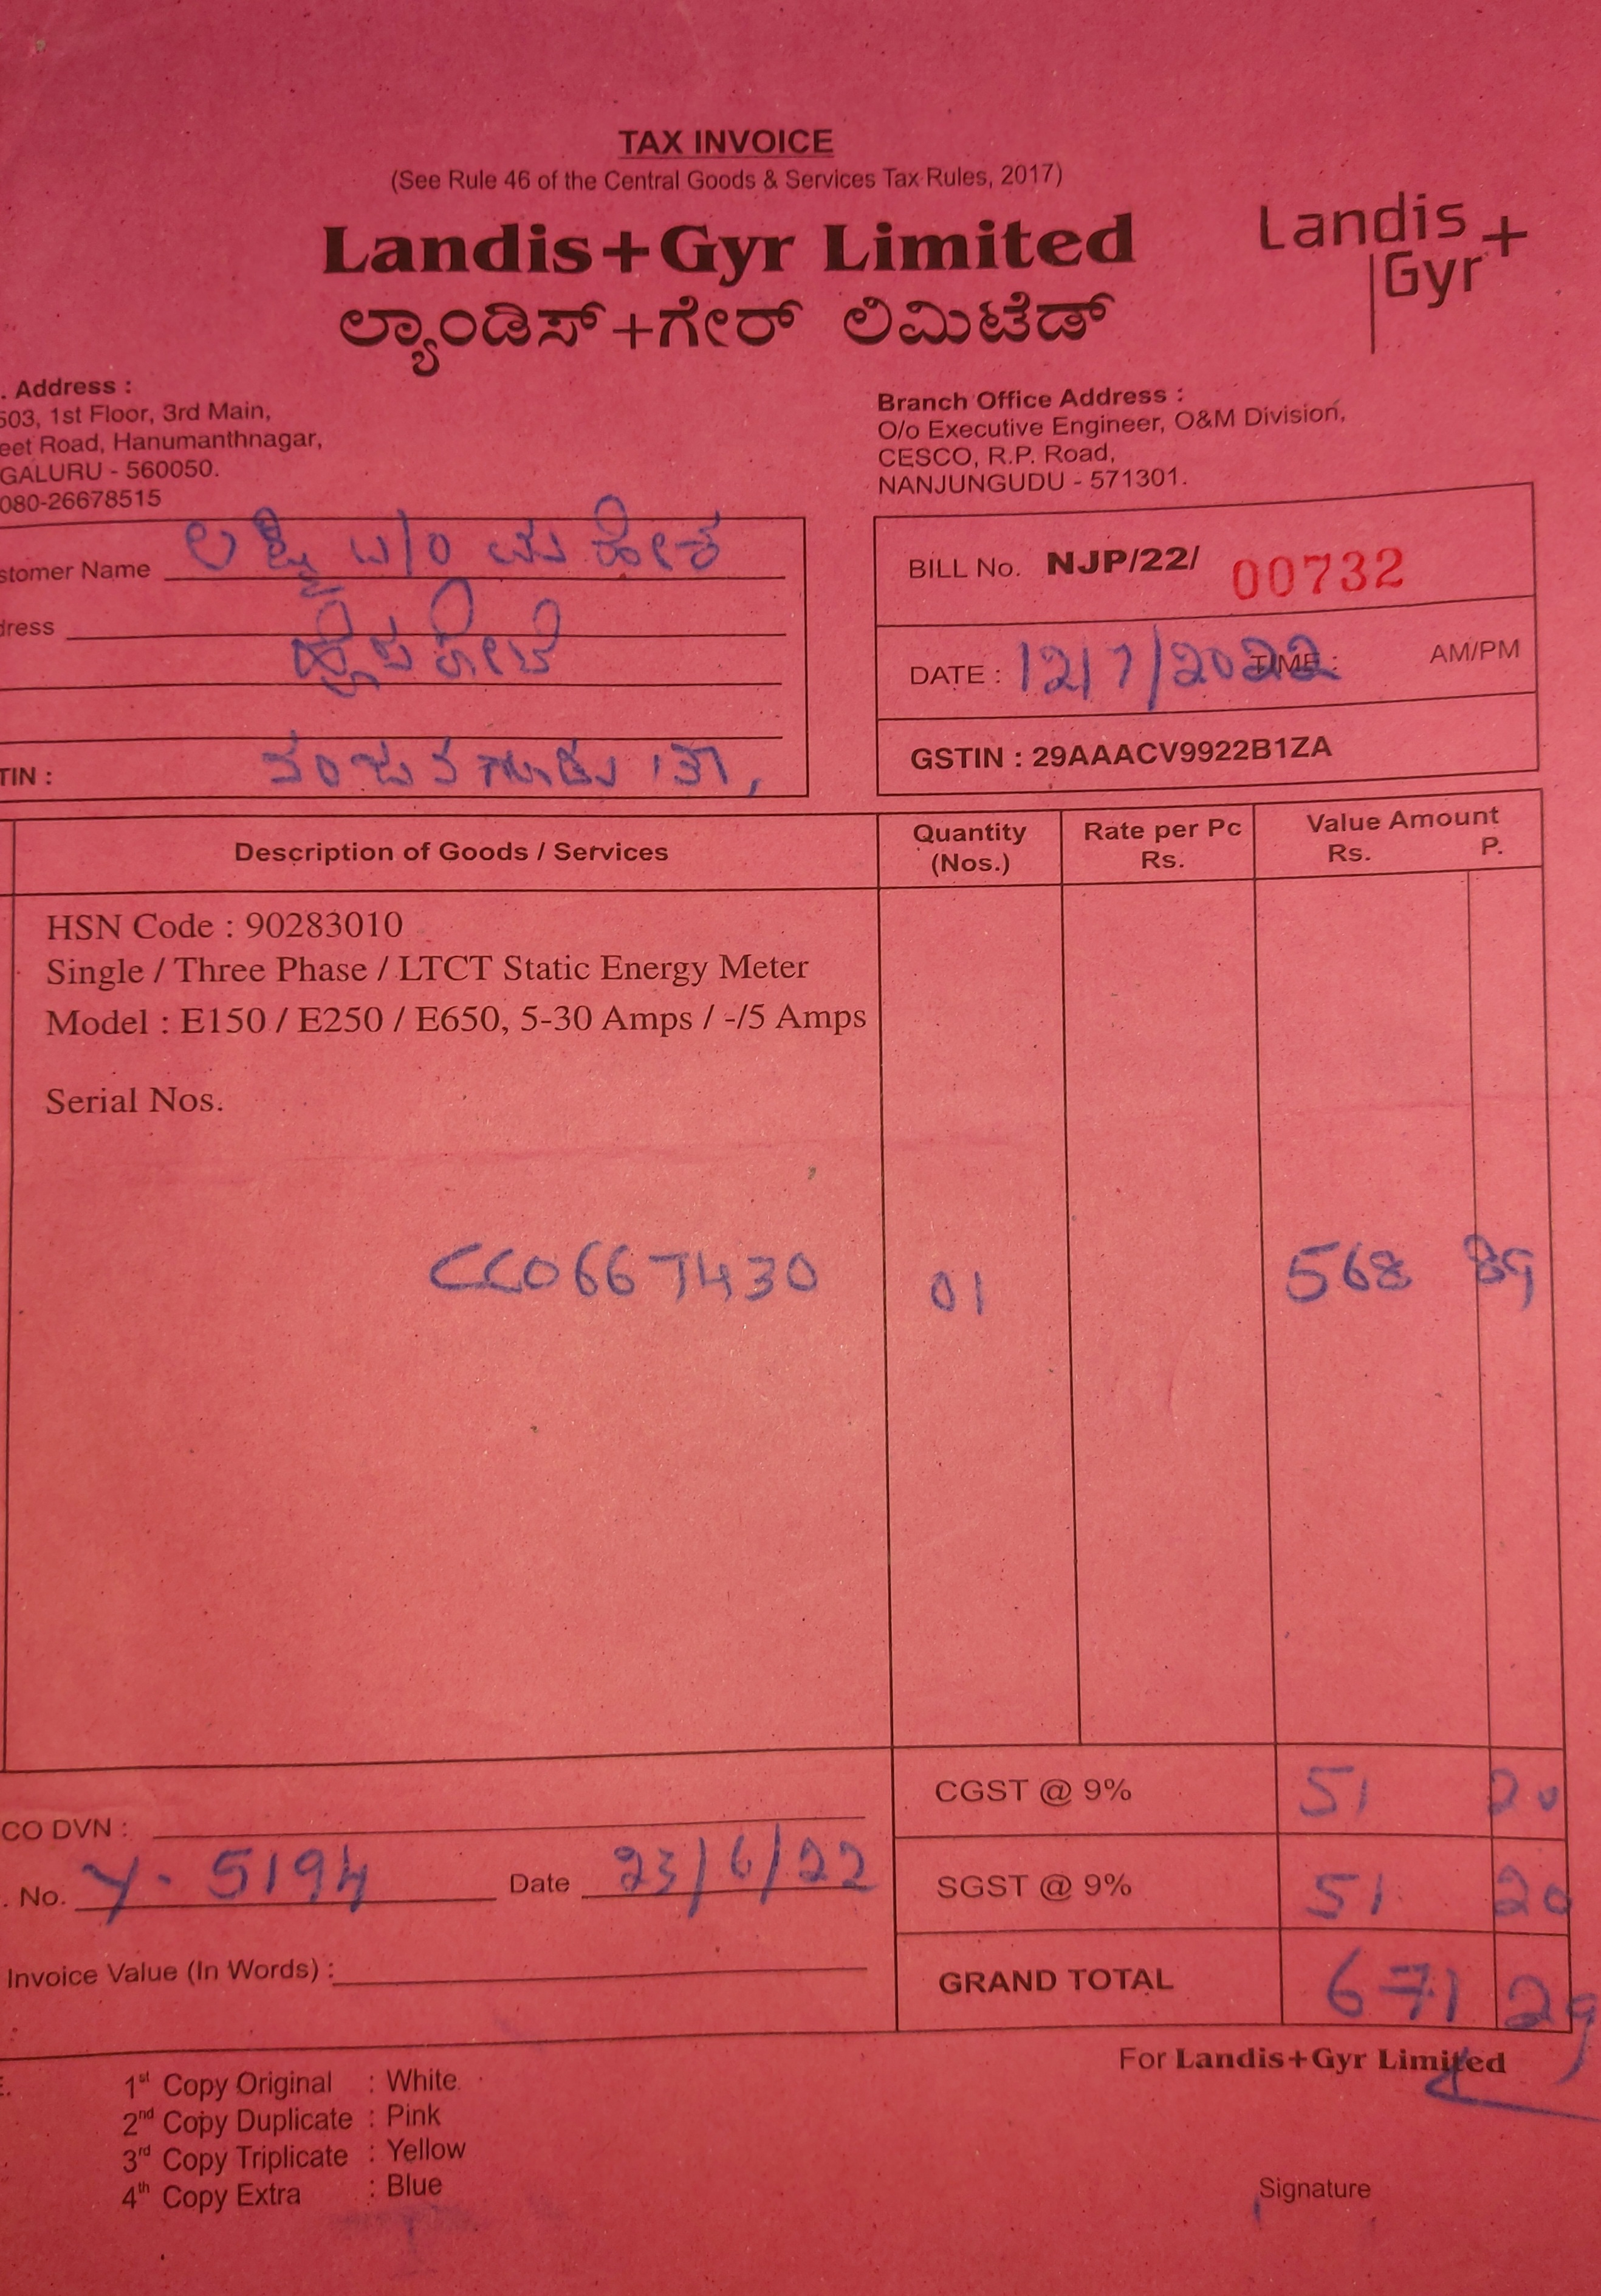 TAX INVOICE
(See Rule 46 of the Central Goods & Services Tax Rules, 2017)
Landis+Gyr Limited
ಲ್ಯಾಂಡಿಸ್+ಗೇರ್ ಲಿಮಿಟೆಡ್
Landis+
Gyr
. Address :
503, 1st Floor, 3rd Main,
eet Road, Hanumanthnagar,
GALURU - 560050.
080-26678515
Branch Office Address :
O/o Executive Engineer, O&M Division,
CESCO, R.P. Road,
NANJUNGUDU - 571301.
stomer Name ಲಕ್ಷ್ಮಿ ಬ/೦ ಮಹೇಶ
dress
TIN :
BILL No. NJP/22/ 00732
DATE : 12/7/2022 TIME : AM/PM
GSTIN : 29AAACV9922B1ZA
Description of Goods / Services Quantity (Nos.) Rate per Pc Rs. Value Amount Rs. P.
HSN Code : 90283010
Single / Three Phase / LTCT Static Energy Meter
Model : E150 / E250 / E650, 5-30 Amps / -/5 Amps
Serial Nos.
CC0667430 01 568 89
CGST @ 9% 51 20
CO DVN :
. No. Y- 5194 Date 23/6/22
SGST @ 9% 51 20
Invoice Value (In Words) :
GRAND TOTAL 671 29
For Landis+Gyr Limited
E.
1st Copy Original : White
2nd Copy Duplicate : Pink
3rd Copy Triplicate : Yellow
4th Copy Extra : Blue
Signature